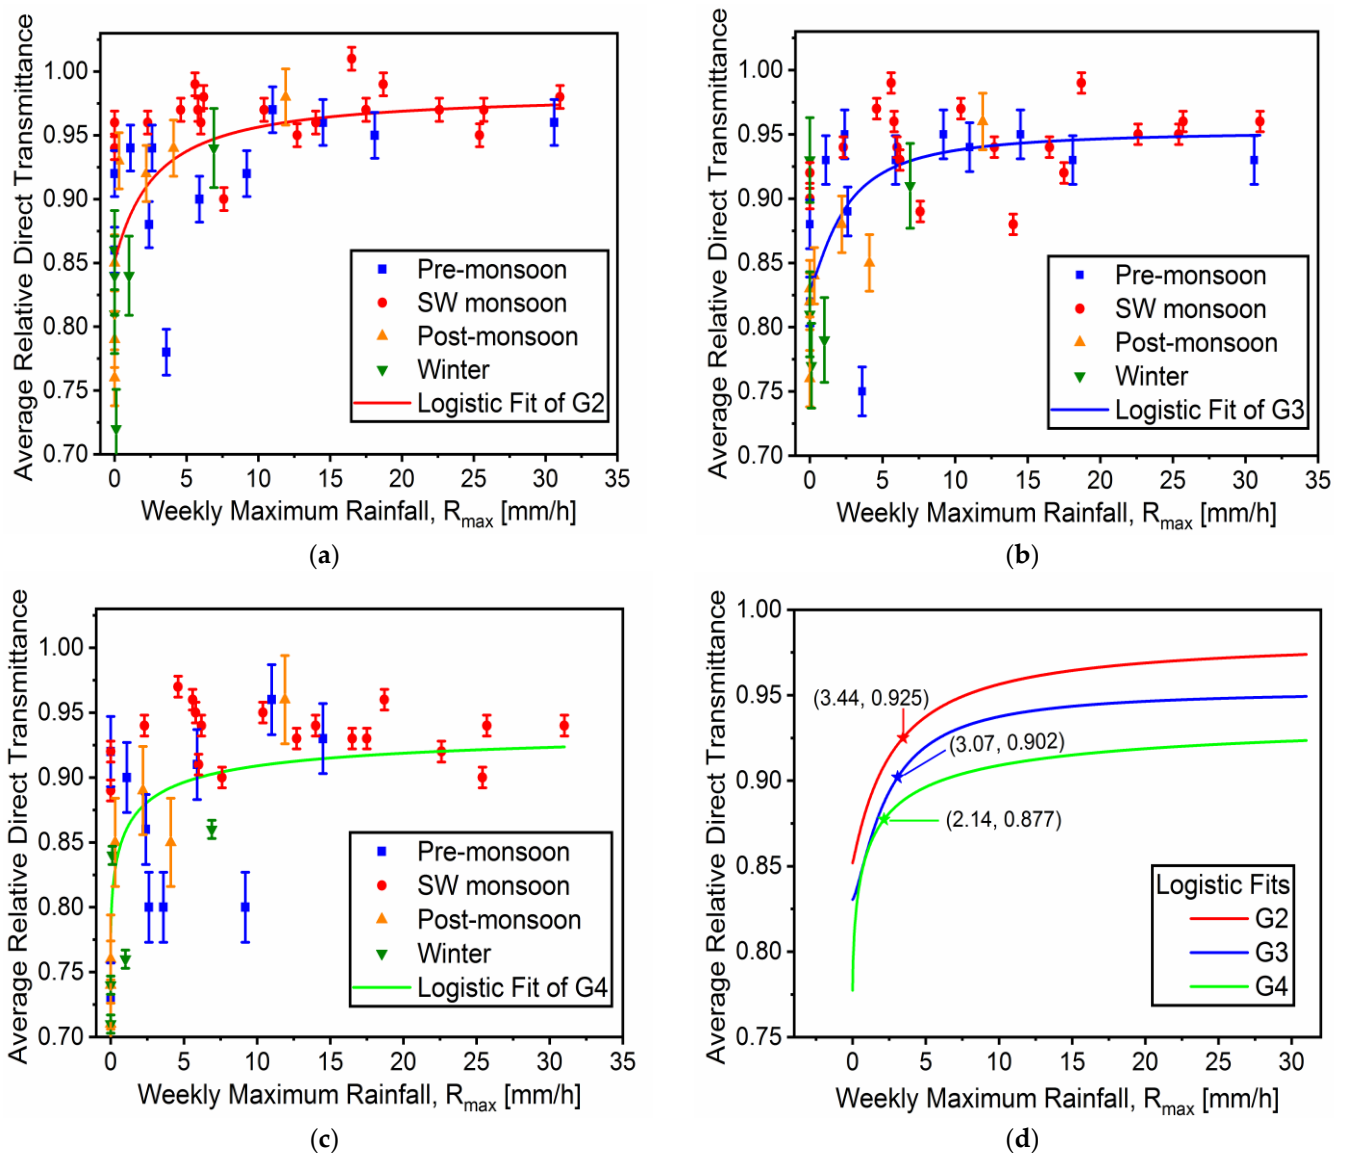 Average Relative Direct Transmittance
1.00
0.95
0.90
0.85
0.80
0.75
0.70
0 5 10 15 20 25 30 35
Weekly Maximum Rainfall, Rmax [mm/h]
Pre-monsoon
SW monsoon
Post-monsoon
Winter
Logistic Fit of G2
(a)
Average Relative Direct Transmittance
1.00
0.95
0.90
0.85
0.80
0.75
0.70
0 5 10 15 20 25 30 35
Weekly Maximum Rainfall, Rmax [mm/h]
Pre-monsoon
SW monsoon
Post-monsoon
Winter
Logistic Fit of G3
(b)
Average Relative Direct Transmittance
1.00
0.95
0.90
0.85
0.80
0.75
0.70
0 5 10 15 20 25 30 35
Weekly Maximum Rainfall, Rmax [mm/h]
Pre-monsoon
SW monsoon
Post-monsoon
Winter
Logistic Fit of G4
(c)
Average Relative Direct Transmittance
1.00
0.95
0.90
0.85
0.80
0.75
0 5 10 15 20 25 30
Weekly Maximum Rainfall, Rmax [mm/h]
(3.44, 0.925)
(3.07, 0.902)
(2.14, 0.877)
Logistic Fits
G2
G3
G4
(d)